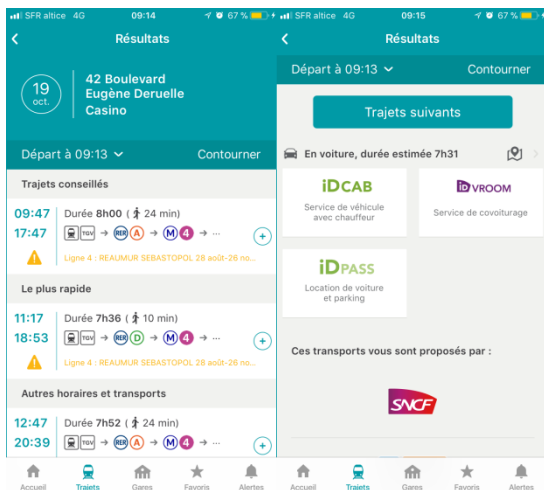 SFR altice 4G 09:14 67 %
Résultats
19
oct.
42 Boulevard
Eugène Deruelle
Casino
Départ à 09:13 Contourner
Trajets conseillés
09:47 Durée 8h00 ( 24 min)
17:47 TGV → RER A → M 4 → ...
Ligne 4 : REAUMUR SEBASTOPOL 28 août-26 no...
Le plus rapide
11:17 Durée 7h36 ( 10 min)
18:53 TGV → RER D → M 4 → ...
Ligne 4 : REAUMUR SEBASTOPOL 28 août-26 no...
Autres horaires et transports
12:47 Durée 7h52 ( 24 min)
20:39 TGV → RER A → M 4 → ...
Accueil Trajets Gares Favoris Alertes
SFR altice 4G 09:15 67 %
Résultats
Départ à 09:13 Contourner
Trajets suivants
En voiture, durée estimée 7h31
iDCAB
Service de véhicule
avec chauffeur
iDVROOM
Service de covoiturage
iDPASS
Location de voiture
et parking
Ces transports vous sont proposés par :
SNCF
Accueil Trajets Gares Favoris Alertes